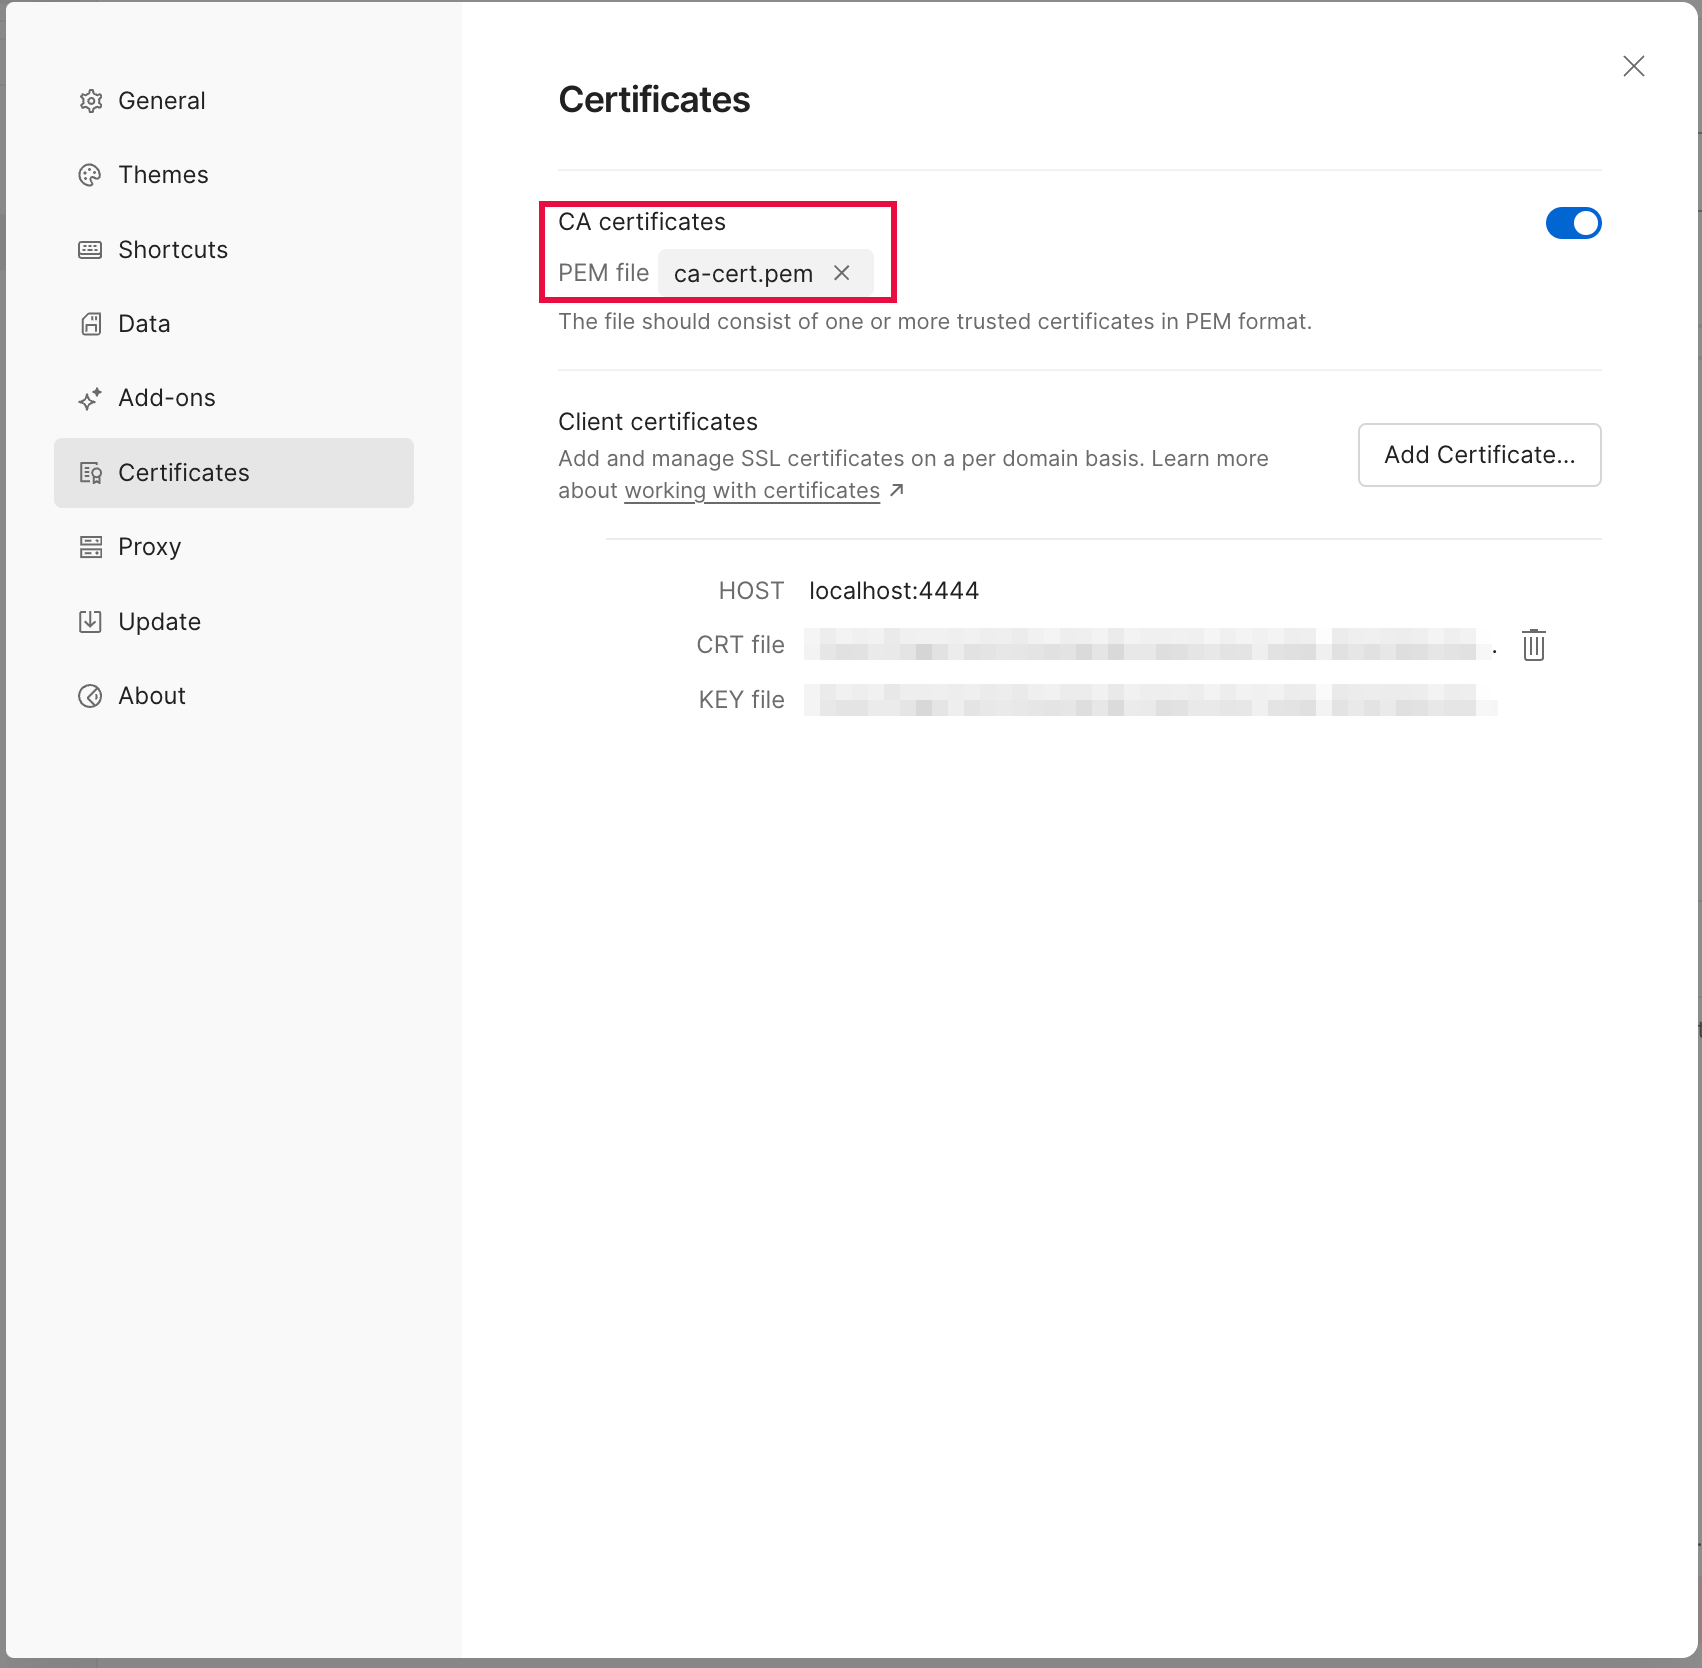 General
Themes
Shortcuts
Data
Add-ons
Certificates
Proxy
Update
About
Certificates
CA certificates
PEM file ca-cert.pem
The file should consist of one or more trusted certificates in PEM format.
Client certificates
Add and manage SSL certificates on a per domain basis. Learn more
about working with certificates
Add Certificate...
HOST localhost:4444
CRT file
KEY file